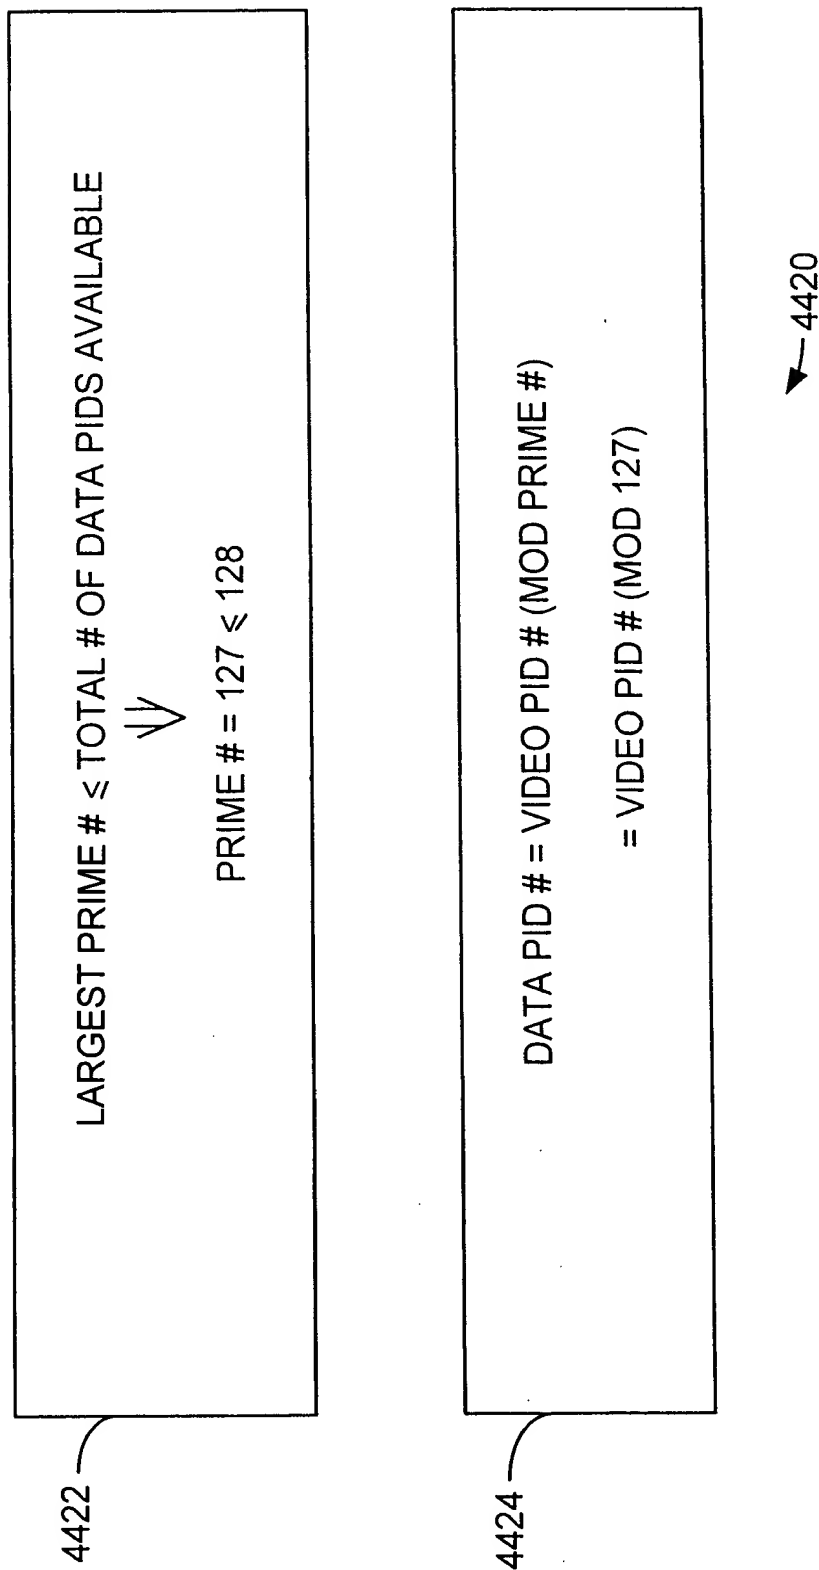 4422
LARGEST PRIME # ⩽ TOTAL # OF DATA PIDS AVAILABLE
⇓
PRIME # = 127 ⩽ 128
4424
DATA PID # = VIDEO PID # (MOD PRIME #)
= VIDEO PID # (MOD 127)
4420